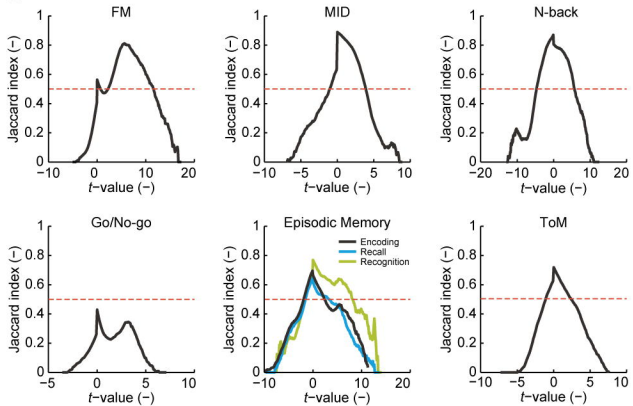 FM
MID
N-back
Jaccard index (−)
1
0.8
0.6
0.4
0.2
0
−10 0 10 20
t-value (−)
Jaccard index (−)
1
0.8
0.6
0.4
0.2
0
−10 −5 0 5 10
t-value (−)
Jaccard index (−)
1
0.8
0.6
0.4
0.2
0
−20 −10 0 10 20
t-value (−)
Go/No-go
Episodic Memory
ToM
Jaccard index (−)
1
0.8
0.6
0.4
0.2
0
−5 0 5 10
t-value (−)
Jaccard index (−)
1
0.8
0.6
0.4
0.2
0
Encoding
Recall
Recognition
−10 0 10 20
t-value (−)
Jaccard index (−)
1
0.8
0.6
0.4
0.2
0
−10 −5 0 5 10
t-value (−)